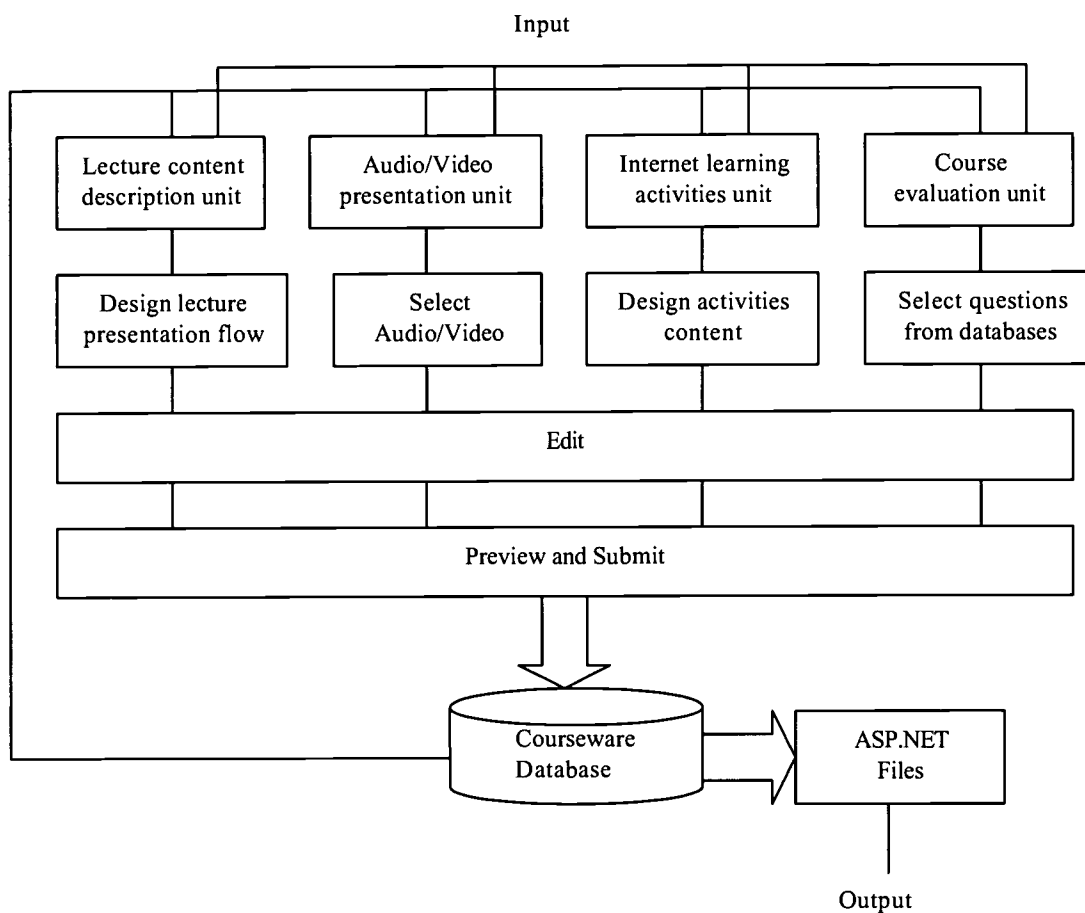 Input
Lecture content
description unit
Audio/Video
presentation unit
Internet learning
activities unit
Course
evaluation unit
Design lecture
presentation flow
Select
Audio/Video
Design activities
content
Select questions
from databases
Edit
Preview and Submit
Courseware
Database
ASP.NET
Files
Output